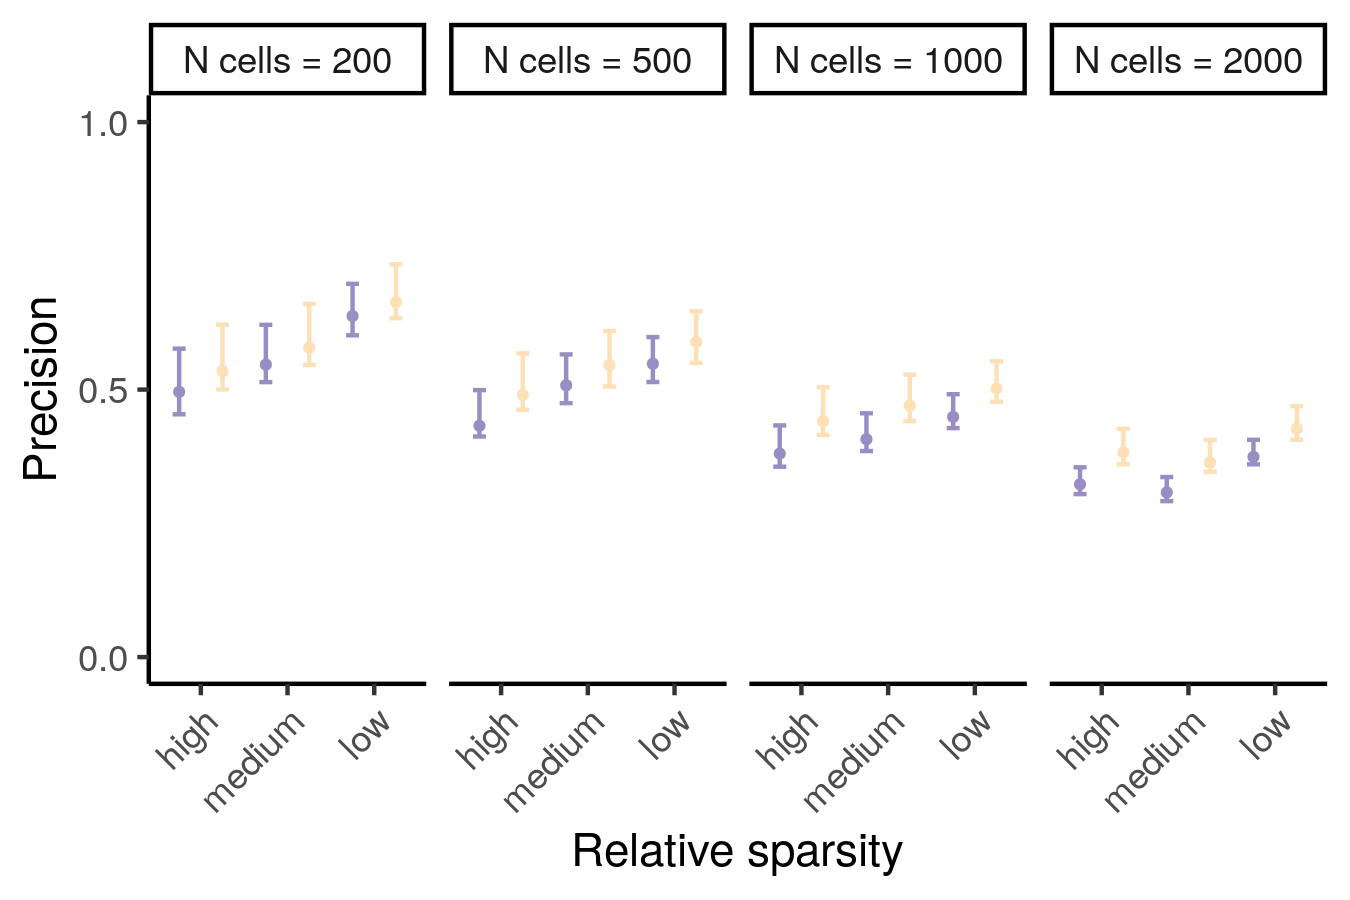 N cells = 200
N cells = 500
N cells = 1000
N cells = 2000
1.0
0.5
0.0
Precision
high
medium
low
high
medium
low
high
medium
low
high
medium
low
Relative sparsity